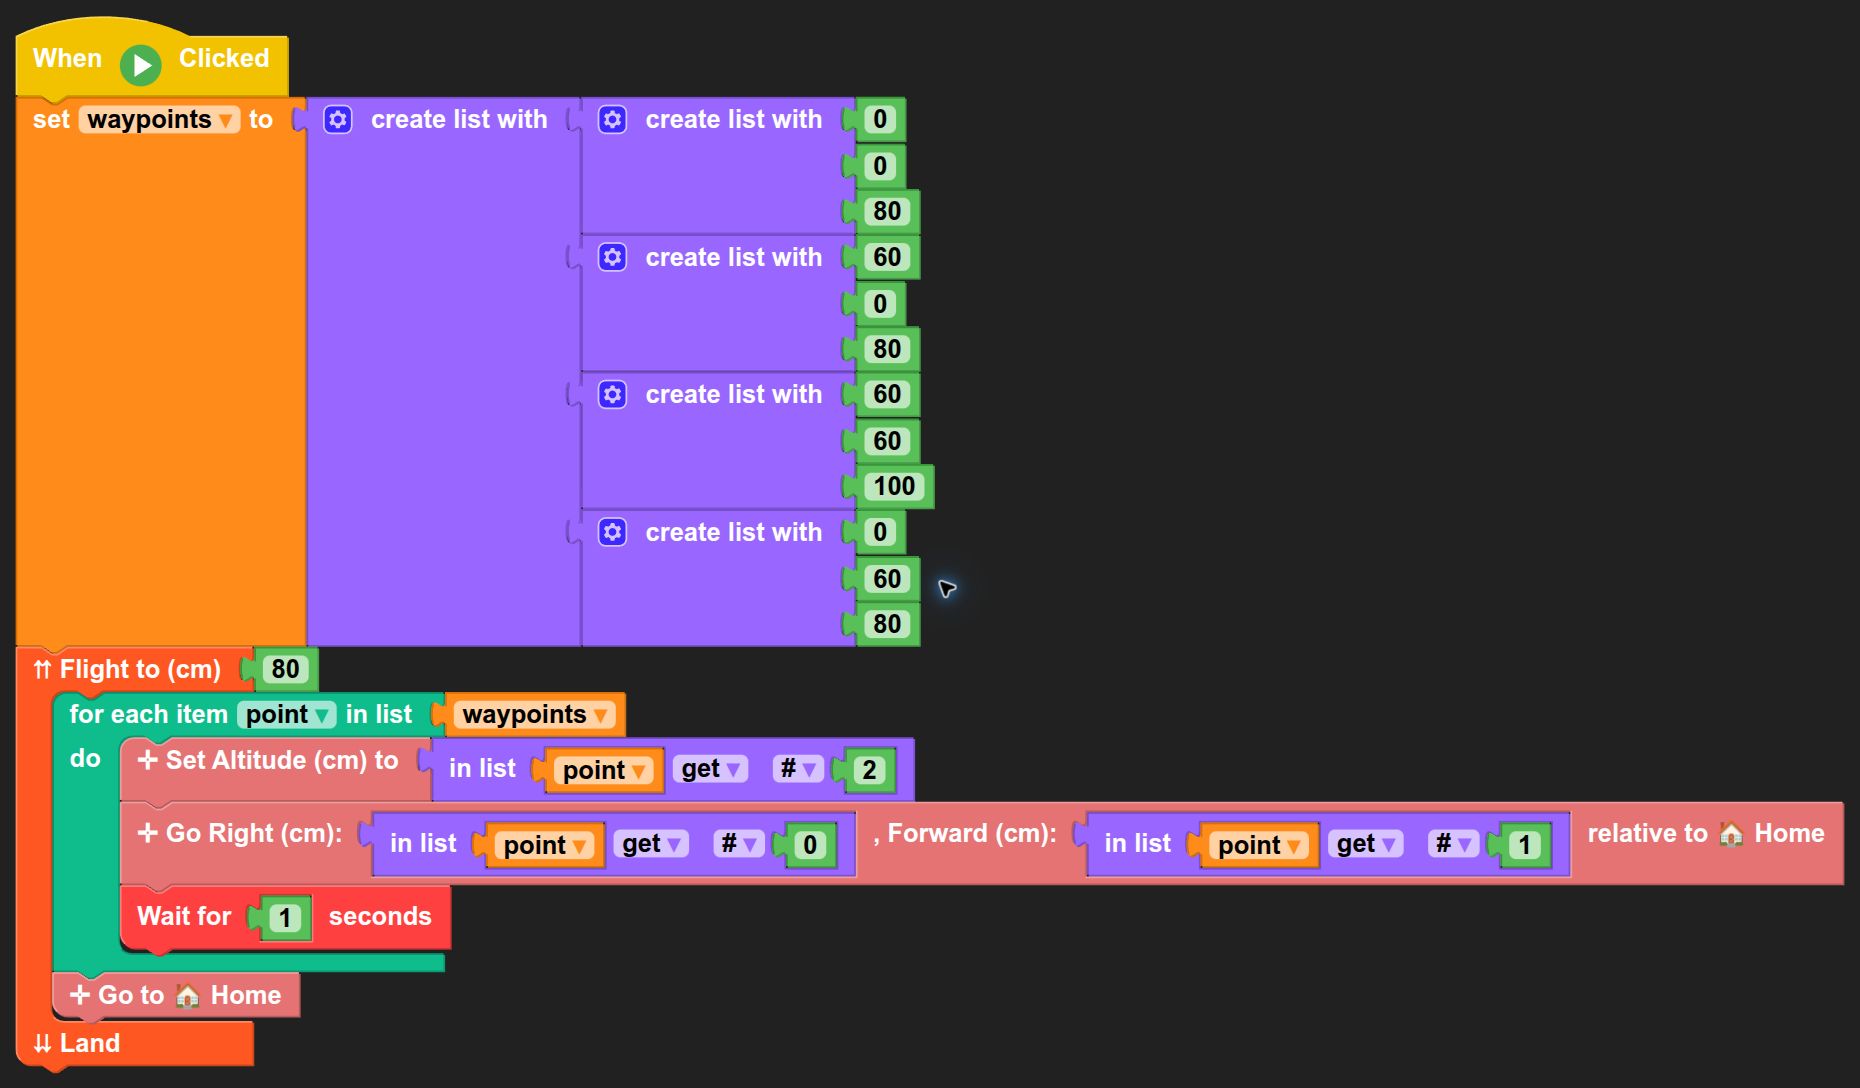 When Clicked
set waypoints to create list with create list with 0
0
80
create list with 60
0
80
create list with 60
60
100
create list with 0
60
80
Flight to (cm) 80
for each item point in list waypoints
do Set Altitude (cm) to in list point get # 2
Go Right (cm): in list point get # 0 , Forward (cm): in list point get # 1 relative to Home
Wait for 1 seconds
Go to Home
Land